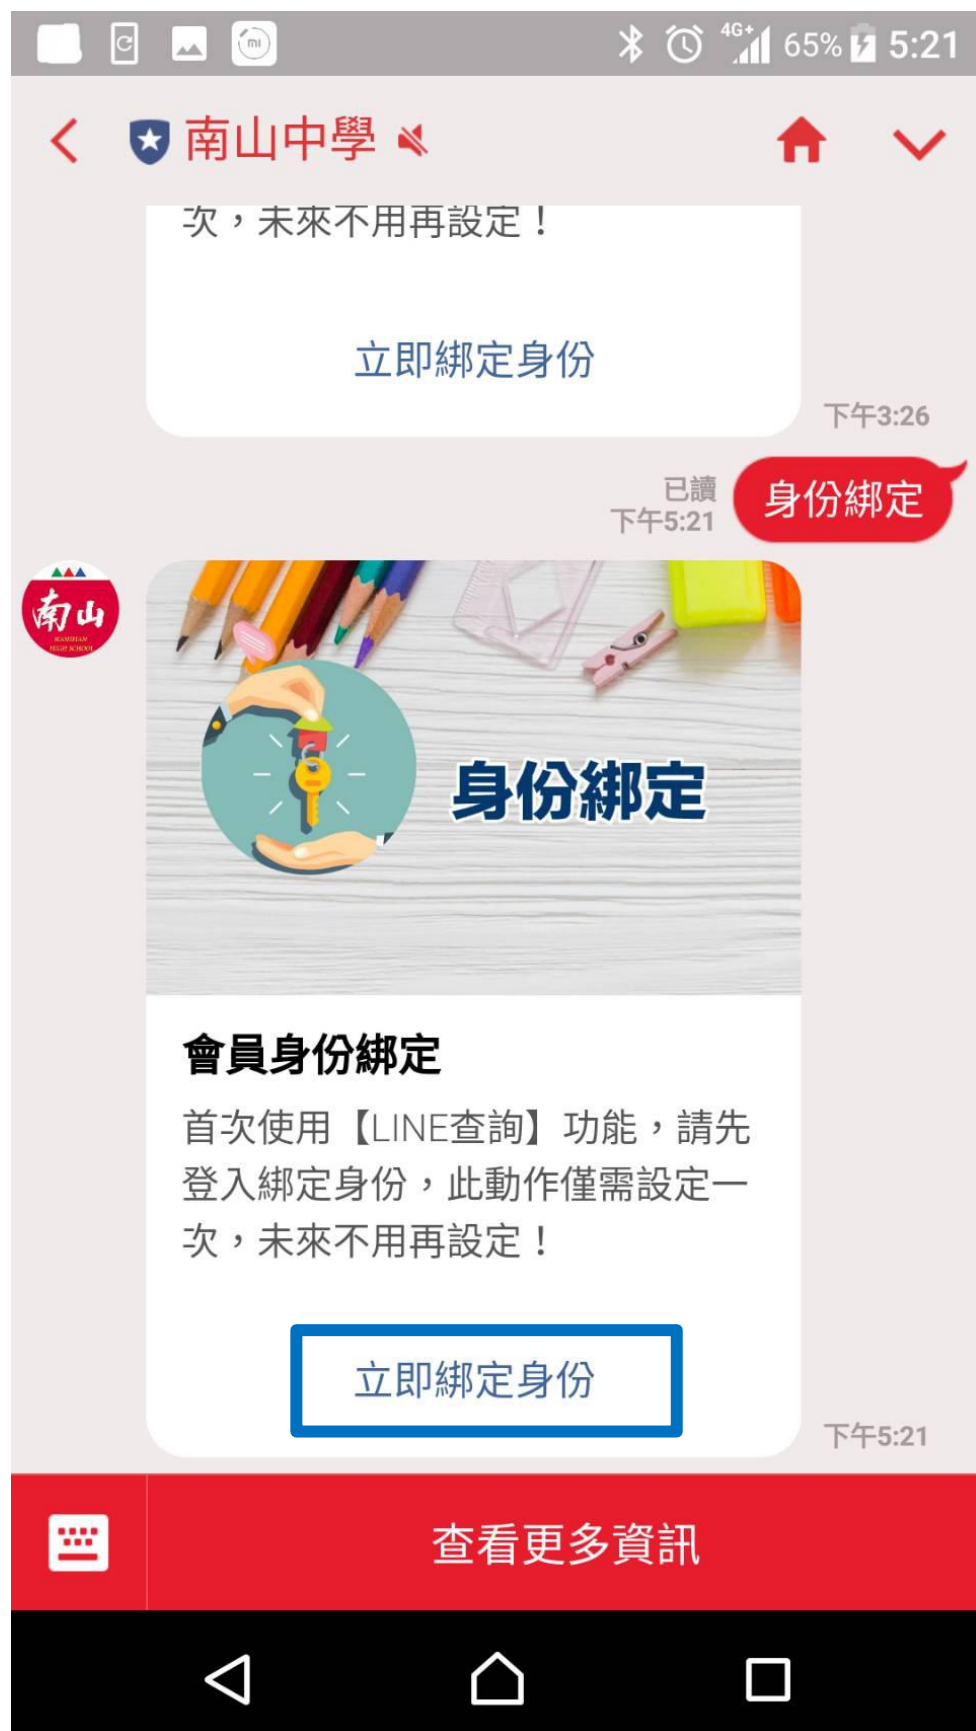 4G+ 65% 5:21
南山中學
次，未來不用再設定！
立即綁定身份
下午3:26
已讀
下午5:21
身份綁定
南山
NANSHAN
HIGH SCHOOL
身份綁定
會員身份綁定
首次使用【LINE查詢】功能，請先
登入綁定身份，此動作僅需設定一
次，未來不用再設定！
立即綁定身份
下午5:21
查看更多資訊